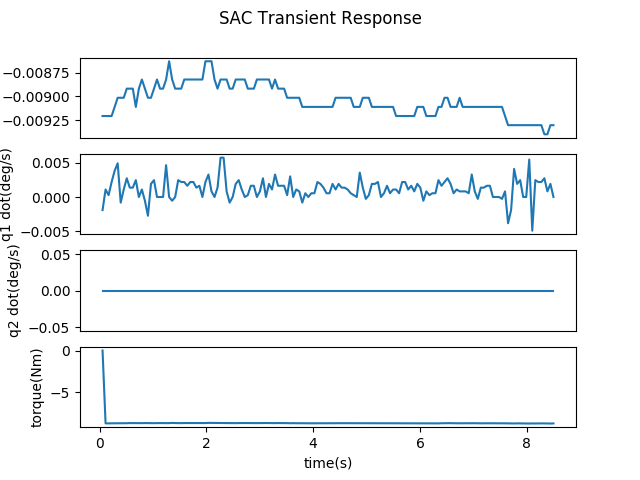 SAC Transient Response
−0.00875
−0.00900
−0.00925
q1 dot(deg/s)
0.005
0.000
−0.005
q2 dot(deg/s)
0.05
0.00
−0.05
torque(Nm)
0
−5
0 2 4 6 8
time(s)